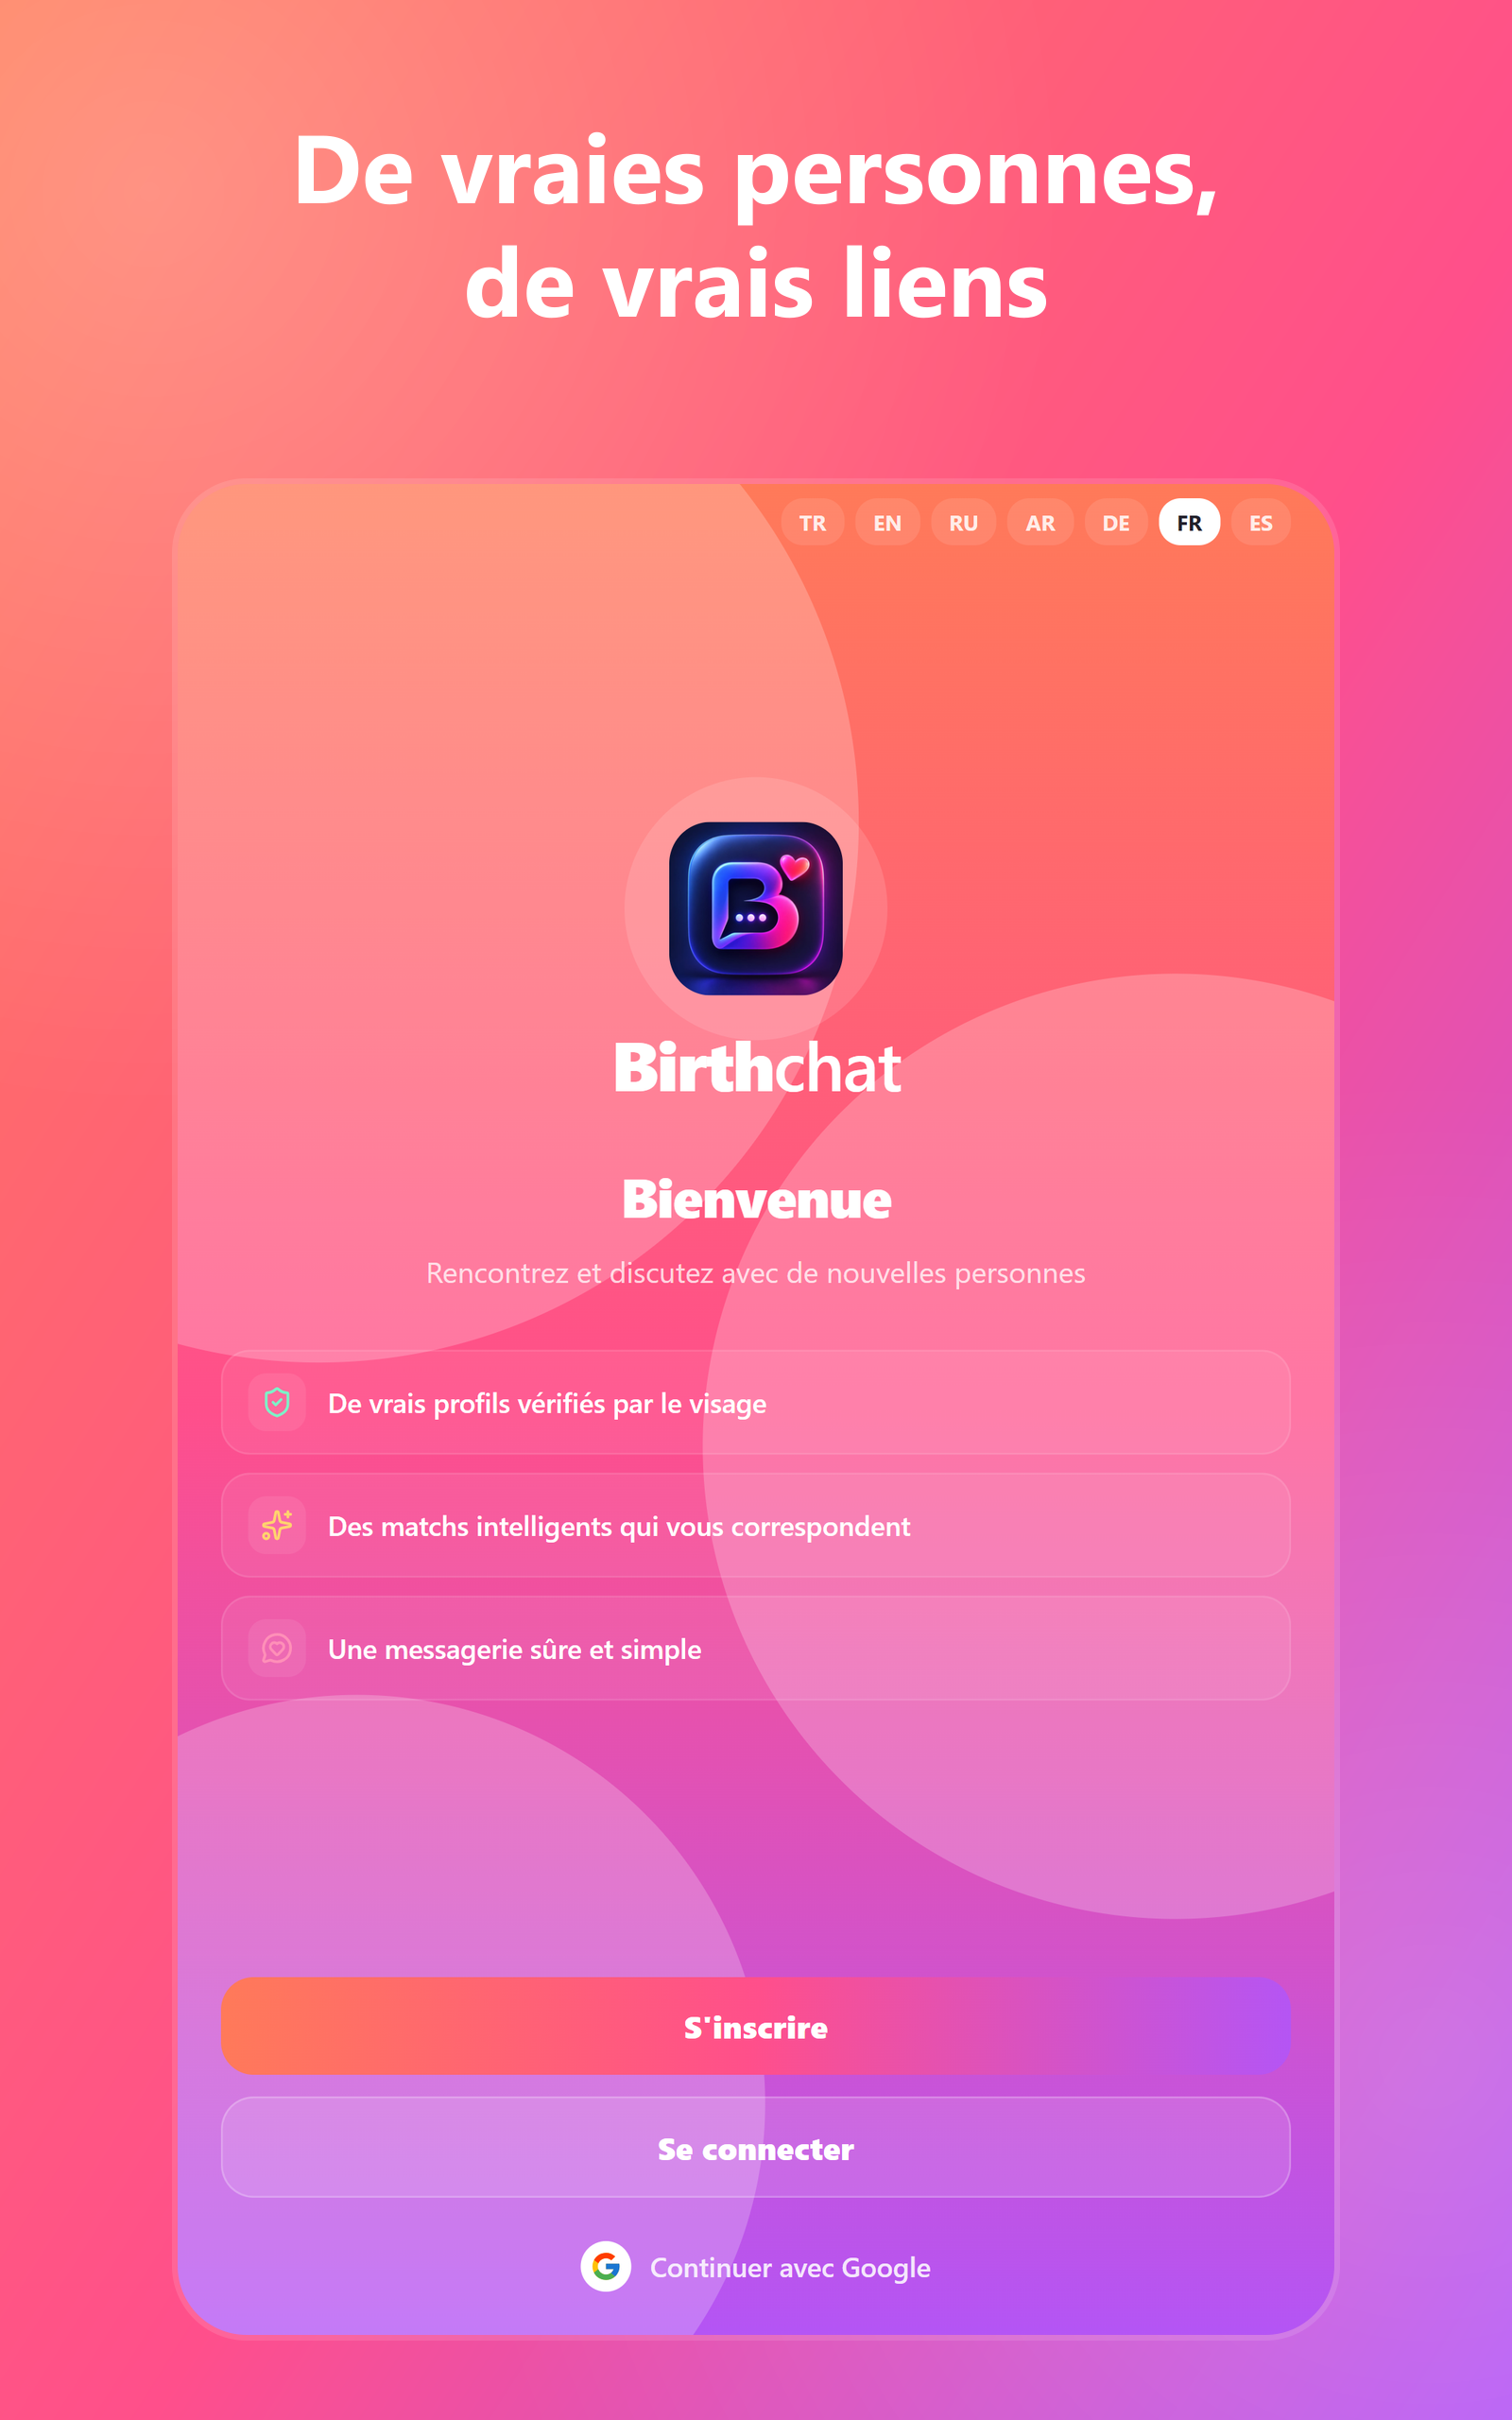 De vraies personnes,
de vrais liens
TR EN RU AR DE FR ES
Birthchat
Bienvenue
Rencontrez et discutez avec de nouvelles personnes
De vrais profils vérifiés par le visage
Des matchs intelligents qui vous correspondent
Une messagerie sûre et simple
S'inscrire
Se connecter
Continuer avec Google